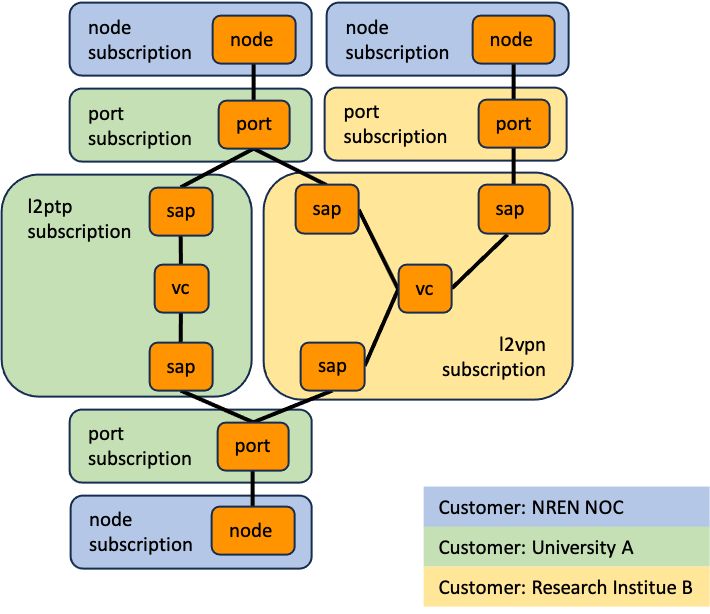 node
subscription
node
node
subscription
node
port
subscription
port
port
subscription
port
l2ptp
subscription
sap
vc
sap
sap
sap
vc
sap
l2vpn
subscription
port
subscription
port
node
subscription
node
Customer: NREN NOC
Customer: University A
Customer: Research Institue B